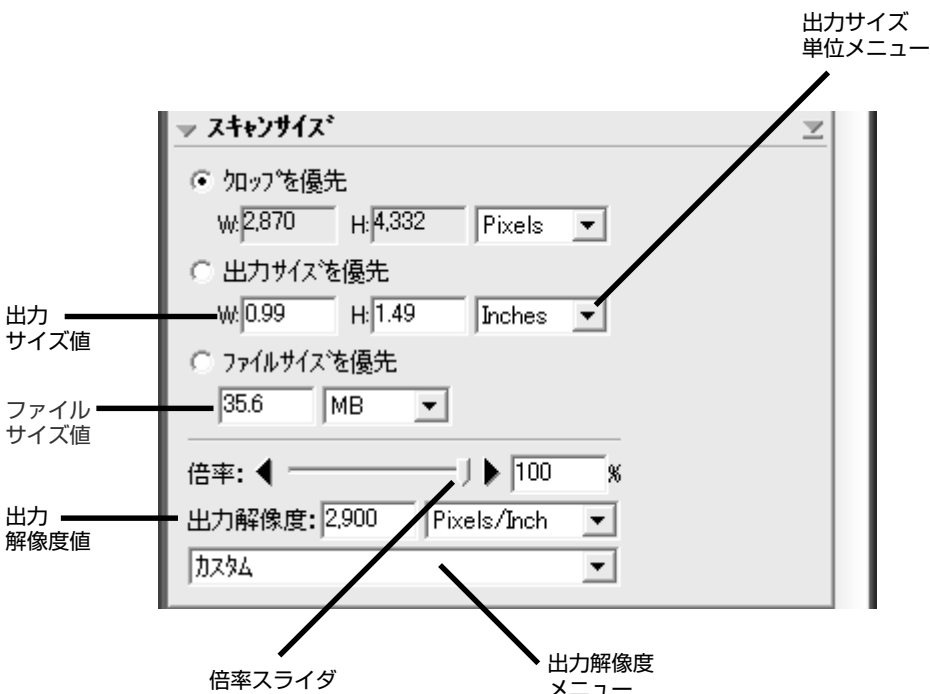 出力サイズ
単位メニュー
スキャンサイズ
クロップを優先
W: 2,870 H: 4,332 Pixels
出力サイズを優先
出力
サイズ値
W: 0.99 H: 1.49 Inches
ファイルサイズを優先
ファイル
サイズ値
35.6 MB
倍率: 100 %
出力
解像度値
出力解像度: 2,900 Pixels/Inch
カスタム
倍率スライダ
出力解像度
メニュー